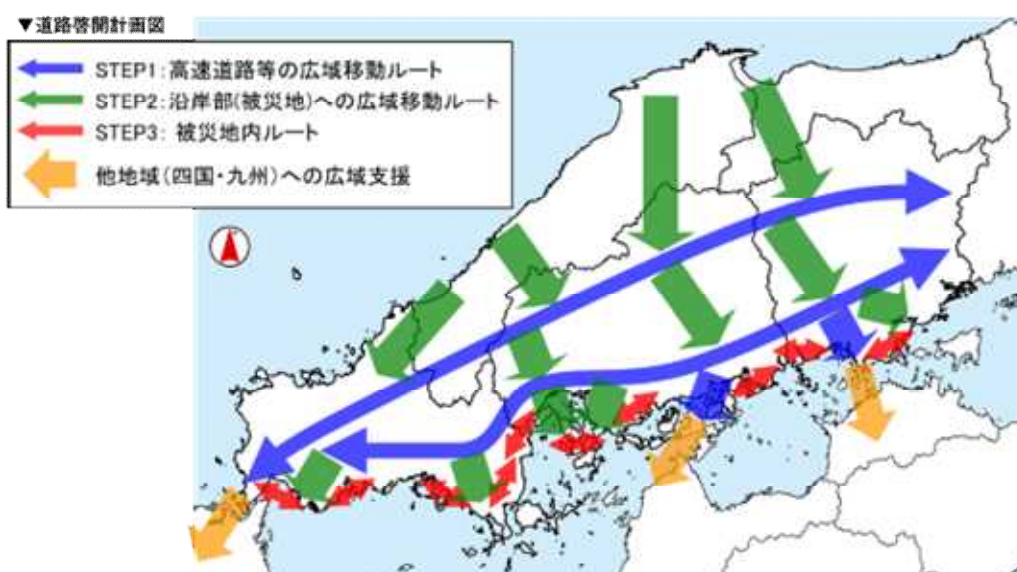 ▼道路啓開計画図
STEP1:高速道路等の広域移動ルート
STEP2:沿岸部(被災地)への広域移動ルート
STEP3: 被災地内ルート
他地域(四国・九州)への広域支援